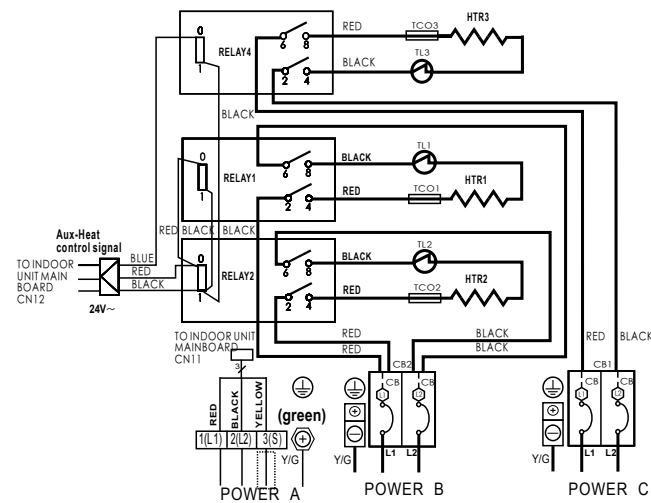 RED
TCO3
HTR3
0
RELAY4
6
8
BLACK
TL3
1
2
4
BLACK
0
RELAY1
1
6
8
BLACK
TL1
HTR1
2
4
RED
TCO1
RED
BLACK
BLACK
Aux-Heat
control signal
TO INDOOR
UNIT MAIN
BOARD
CN12
24V~
BLUE
RED
BLACK
0
RELAY2
1
6
8
BLACK
TL2
HTR2
2
4
RED
TCO2
TO INDOOR UNIT
MAINBOARD
CN11
3
RED
RED
BLACK
BLACK
RED
BLACK
CB2
CB1
CB
CB
CB
CB
L1
L2
L1
L2
RED
BLACK
YELLOW
(green)
1(L1)
2(L2)
3(S)
Y/G
Y/G
L1
L2
Y/G
L1
L2
POWER A
POWER B
POWER C